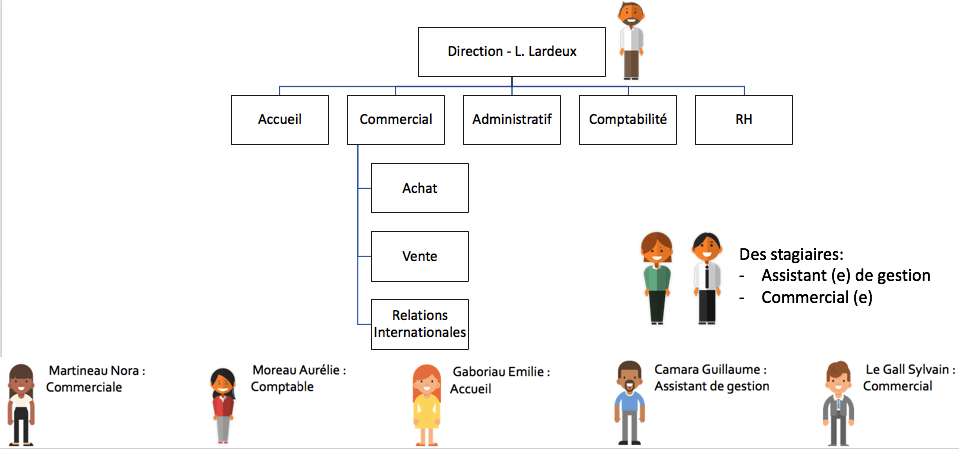 Direction - L. Lardeux
Accueil
Commercial
Administratif
Comptabilité
RH
Achat
Vente
Relations
Internationales
Des stagiaires:
- Assistant (e) de gestion
- Commercial (e)
Martineau Nora :
Commerciale
Moreau Aurélie :
Comptable
Gaboriau Emilie :
Accueil
Camara Guillaume :
Assistant de gestion
Le Gall Sylvain :
Commercial